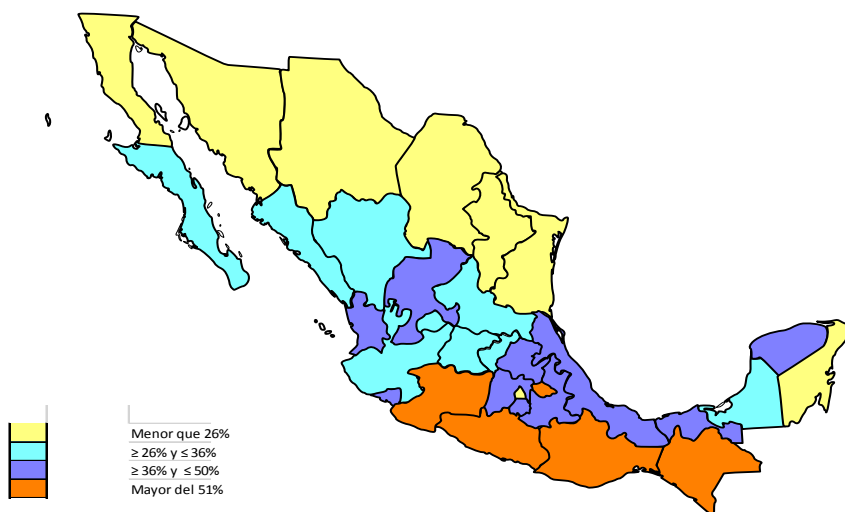 Menor que 26%
≥ 26% y ≤ 36%
≥ 36% y ≤ 50%
Mayor del 51%